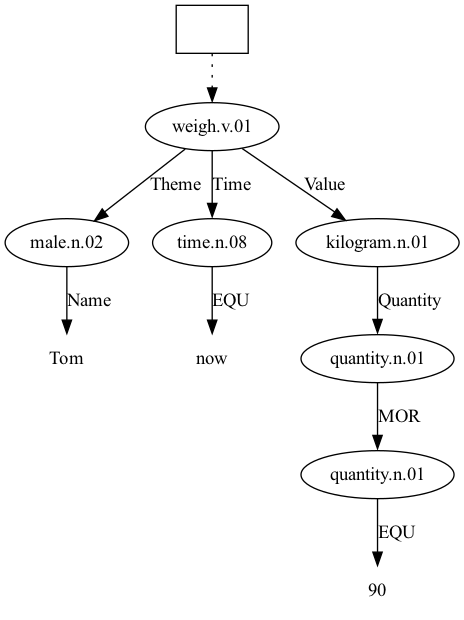 weigh.v.01
Theme Time Value
male.n.02 time.n.08 kilogram.n.01
Name EQU Quantity
Tom now quantity.n.01
MOR
quantity.n.01
EQU
90